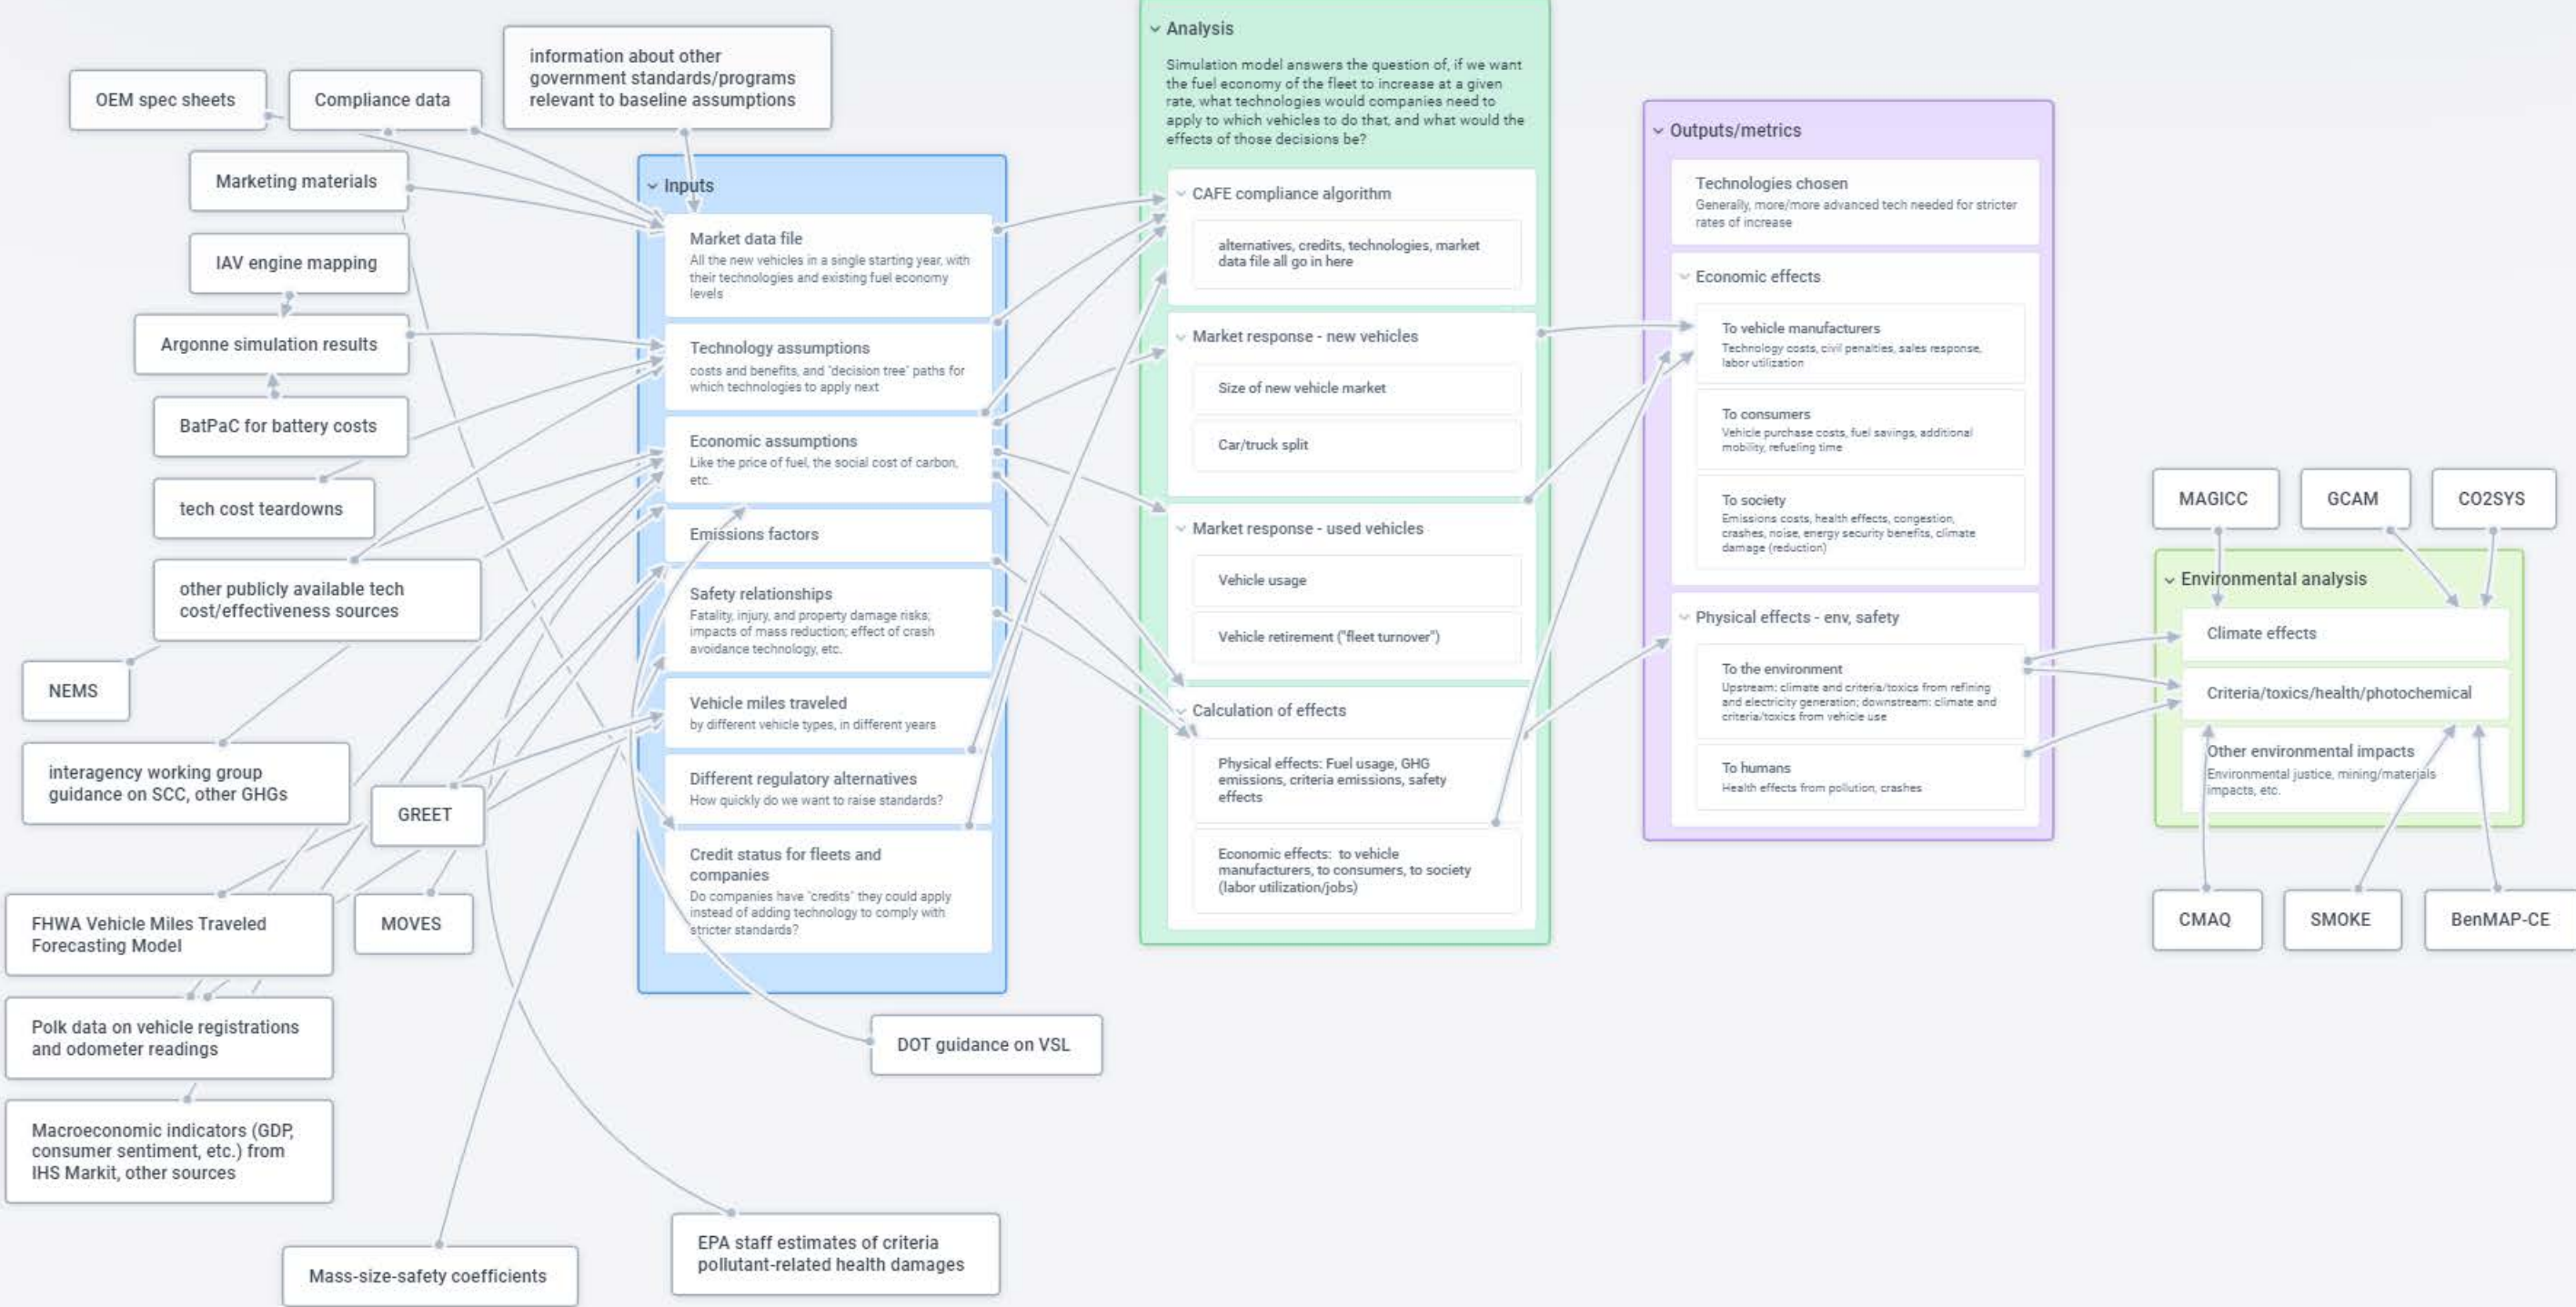 OEM spec sheets
Compliance data
information about other
government standards/programs
relevant to baseline assumptions
Marketing materials
IAV engine mapping
Argonne simulation results
BatPaC for battery costs
tech cost teardowns
other publicly available tech
cost/effectiveness sources
NEMS
interagency working group
guidance on SCC, other GHGs
GREET
FHWA Vehicle Miles Traveled
Forecasting Model
MOVES
Polk data on vehicle registrations
and odometer readings
Macroeconomic indicators (GDP,
consumer sentiment, etc.) from
IHS Markit, other sources
Mass-size-safety coefficients
EPA staff estimates of criteria
pollutant-related health damages
DOT guidance on VSL
Inputs
Market data file
All the new vehicles in a single starting year, with
their technologies and existing fuel economy
levels
Technology assumptions
costs and benefits, and "decision tree" paths for
which technologies to apply next
Economic assumptions
Like the price of fuel, the social cost of carbon,
etc.
Emissions factors
Safety relationships
Fatality, injury, and property damage risks;
impacts of mass reduction; effect of crash
avoidance technology, etc.
Vehicle miles traveled
by different vehicle types, in different years
Different regulatory alternatives
How quickly do we want to raise standards?
Credit status for fleets and
companies
Do companies have "credits" they could apply
instead of adding technology to comply with
stricter standards?
Analysis
Simulation model answers the question of, if we want
the fuel economy of the fleet to increase at a given
rate, what technologies would companies need to
apply to which vehicles to do that, and what would the
effects of those decisions be?
CAFE compliance algorithm
alternatives, credits, technologies, market
data file all go in here
Market response - new vehicles
Size of new vehicle market
Car/truck split
Market response - used vehicles
Vehicle usage
Vehicle retirement ("fleet turnover")
Calculation of effects
Physical effects: Fuel usage, GHG
emissions, criteria emissions, safety
effects
Economic effects: to vehicle
manufacturers, to consumers, to society
(labor utilization/jobs)
Outputs/metrics
Technologies chosen
Generally, more/more advanced tech needed for stricter
rates of increase
Economic effects
To vehicle manufacturers
Technology costs, civil penalties, sales response,
labor utilization
To consumers
Vehicle purchase costs, fuel savings, additional
mobility, refueling time
To society
Emissions costs, health effects, congestion,
crashes, noise, energy security benefits, climate
damage (reduction)
Physical effects - env, safety
To the environment
Upstream: climate and criteria/toxics from refining
and electricity generation; downstream: climate and
criteria/toxics from vehicle use
To humans
Health effects from pollution, crashes
MAGICC
GCAM
CO2SYS
Environmental analysis
Climate effects
Criteria/toxics/health/photochemical
Other environmental impacts
Environmental justice, mining/materials
impacts, etc.
CMAQ
SMOKE
BenMAP-CE